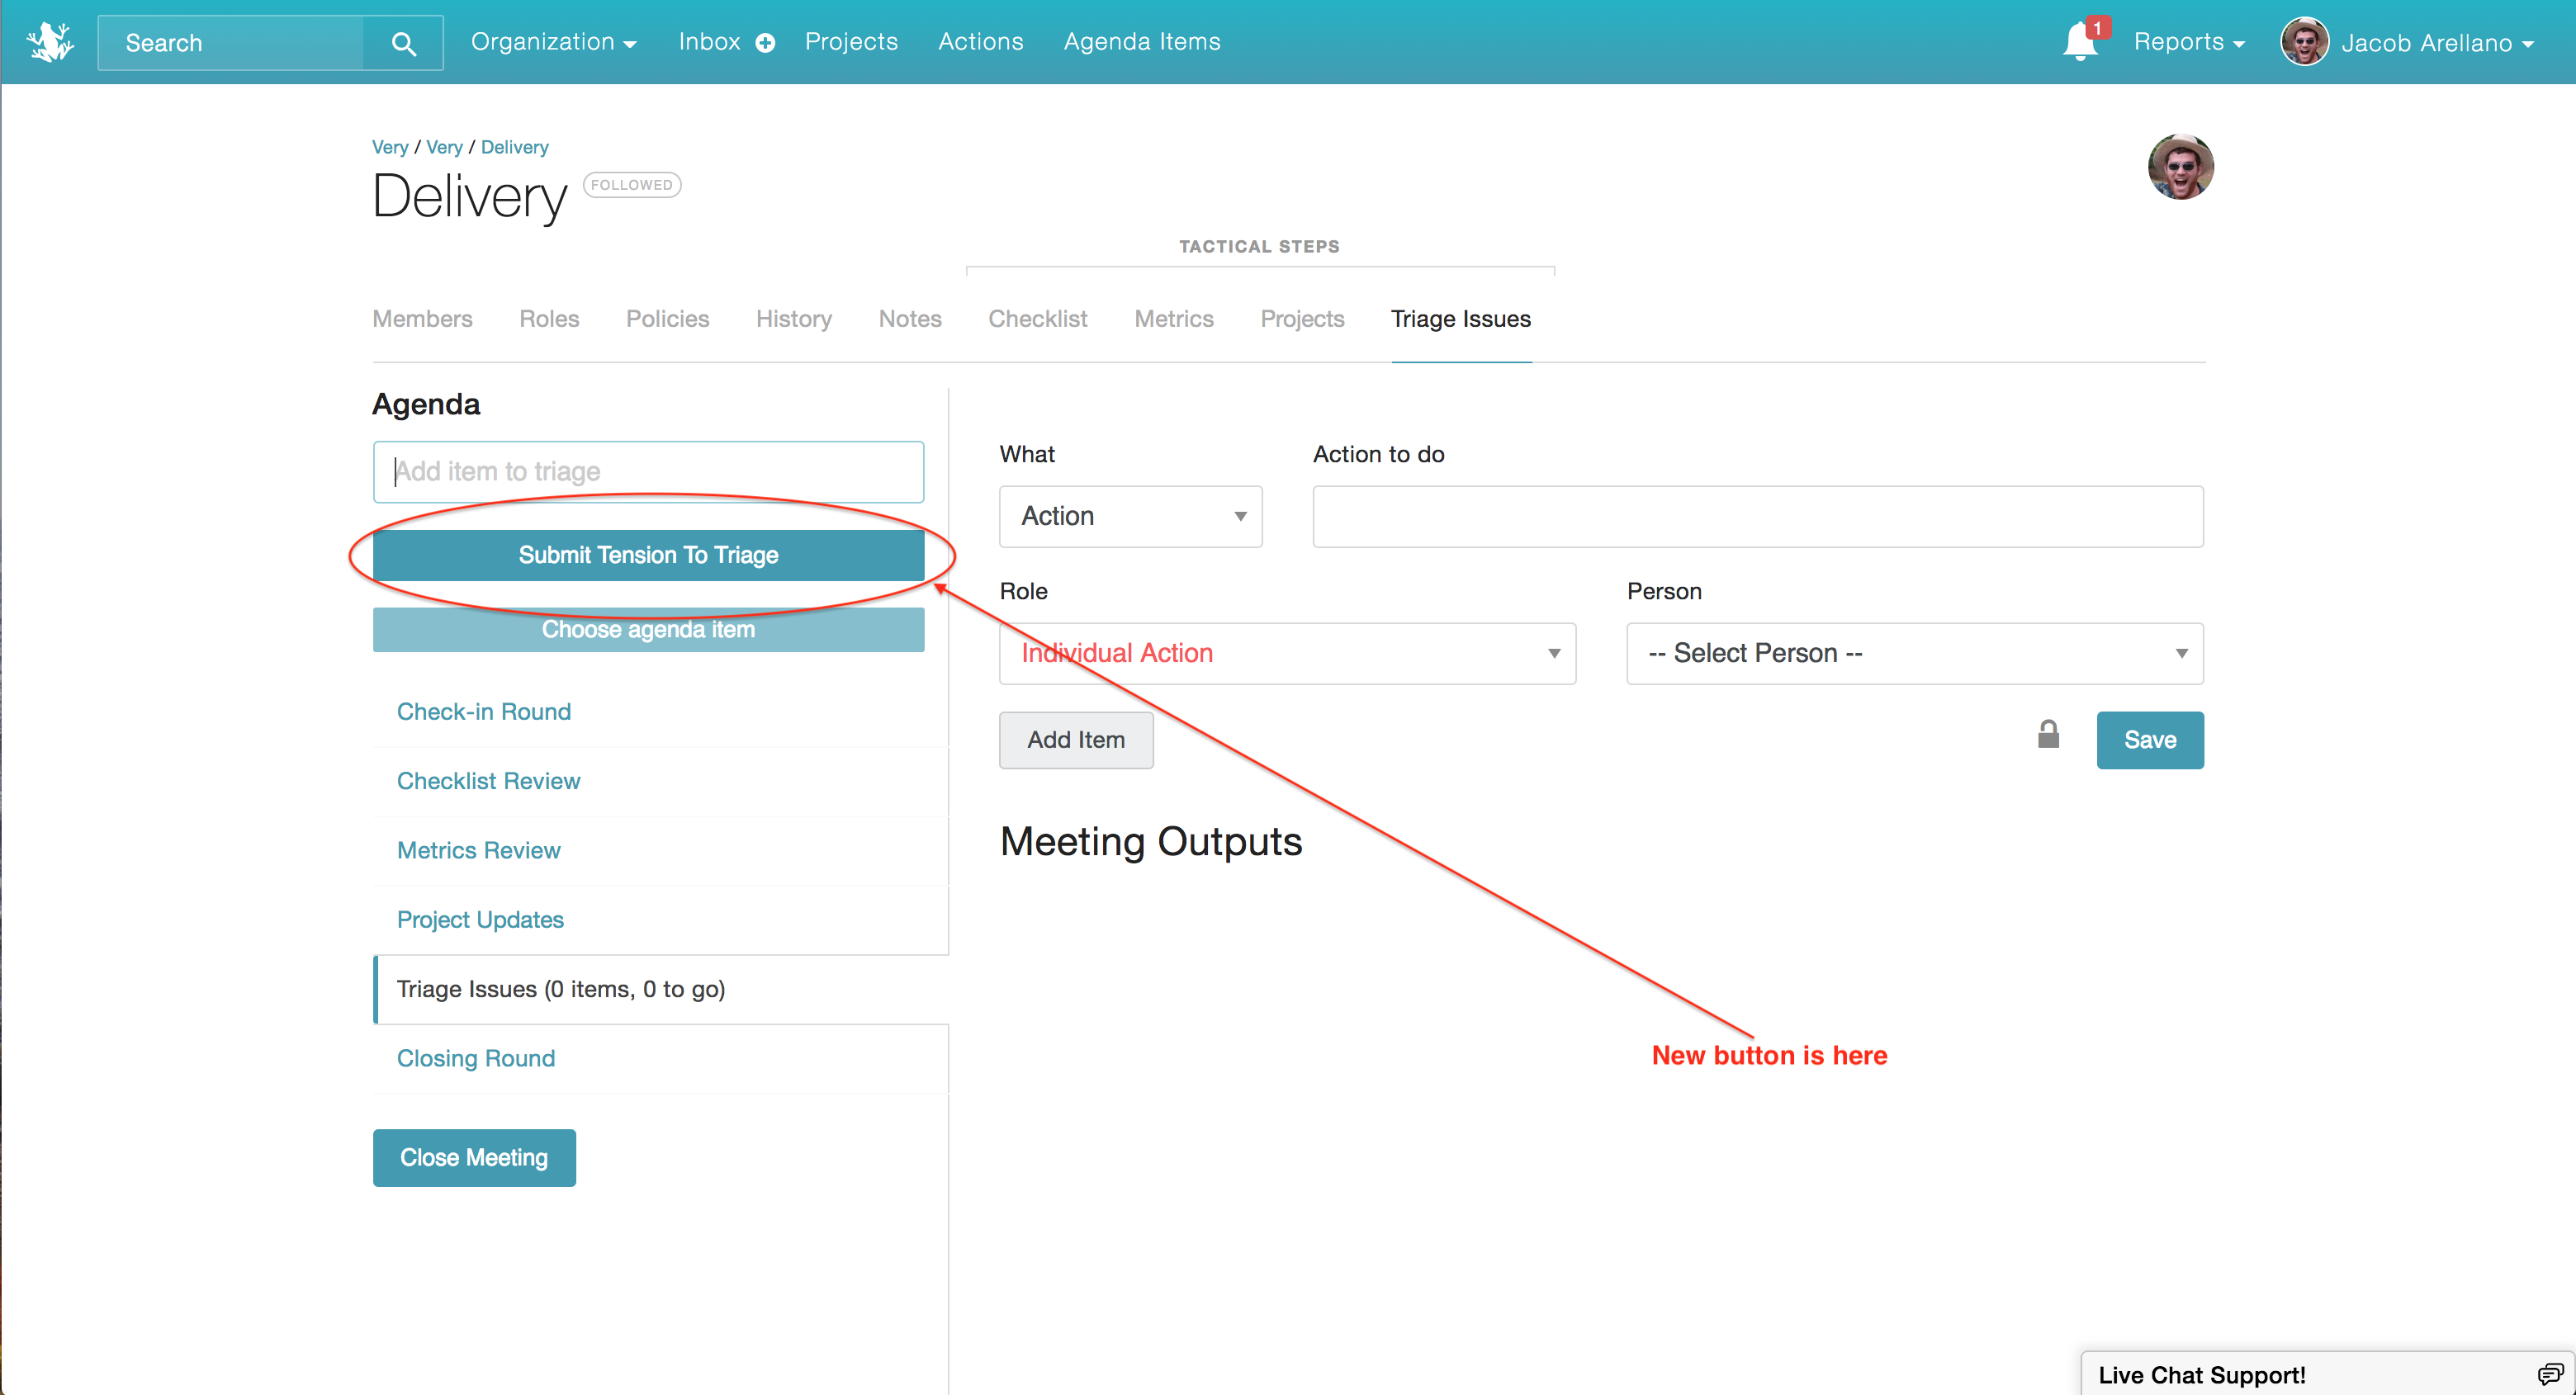 Search
Organization
Inbox
Projects
Actions
Agenda Items
1
Reports
Jacob Arellano
Very / Very / Delivery
Delivery
FOLLOWED
TACTICAL STEPS
Members
Roles
Policies
History
Notes
Checklist
Metrics
Projects
Triage Issues
Agenda
Add item to triage
Submit Tension To Triage
Choose agenda item
Check-in Round
Checklist Review
Metrics Review
Project Updates
Triage Issues (0 items, 0 to go)
Closing Round
Close Meeting
What
Action to do
Action
Role
Person
Individual Action
-- Select Person --
Add Item
Save
Meeting Outputs
New button is here
Live Chat Support!